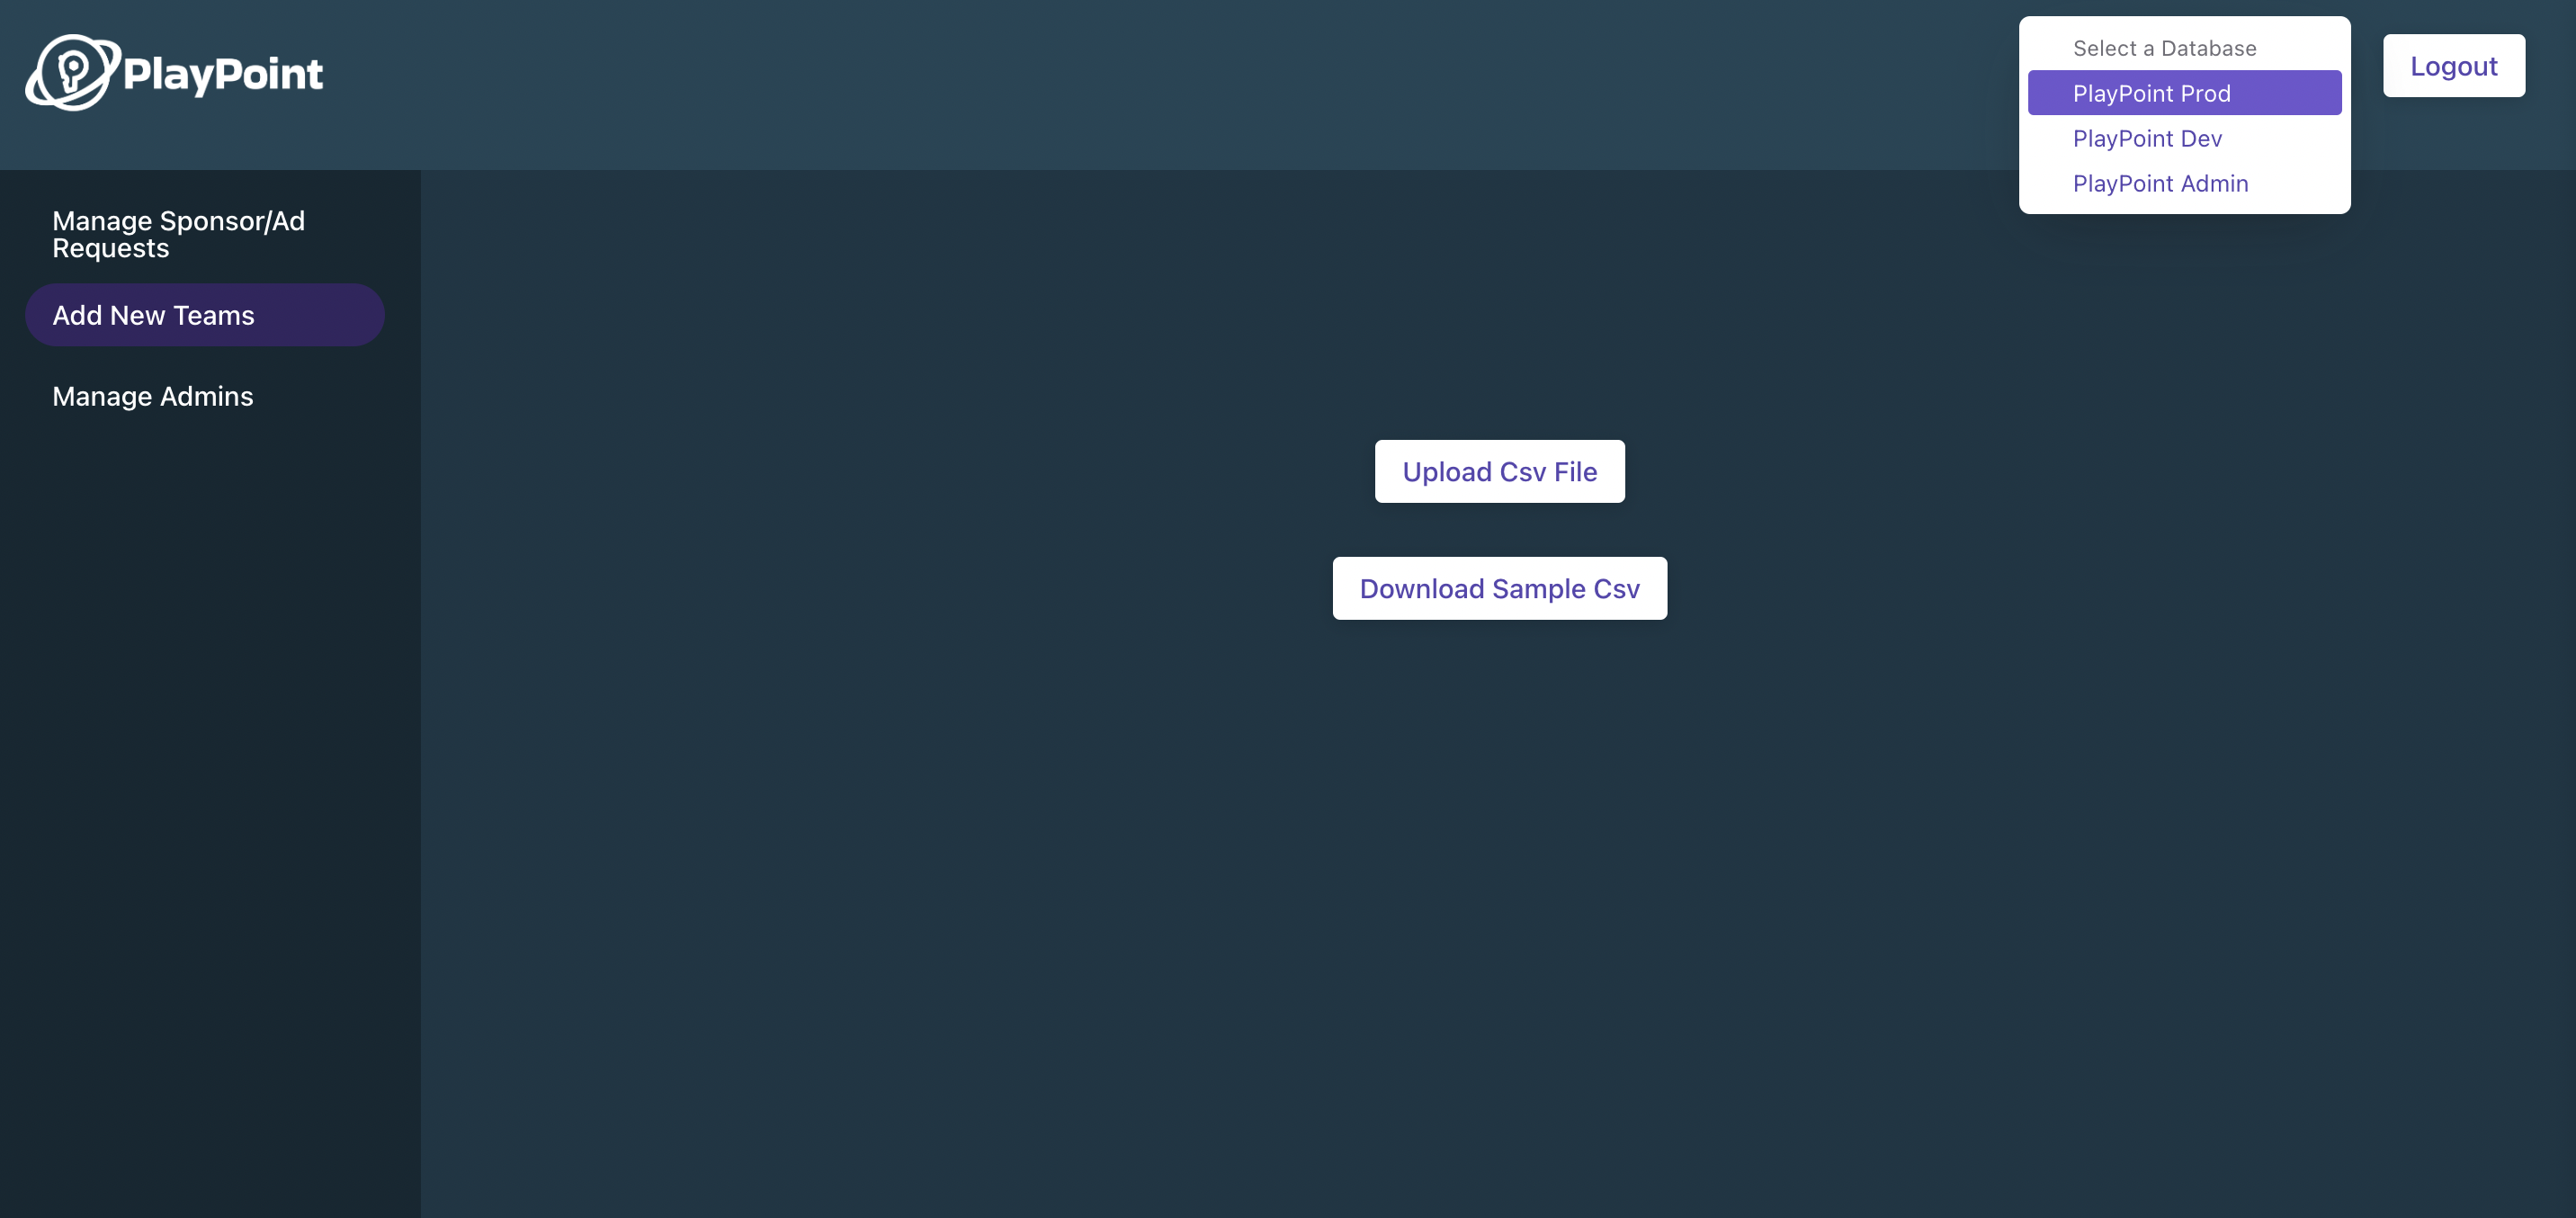 PlayPoint
Select a Database
PlayPoint Prod
PlayPoint Dev
PlayPoint Admin
Logout
Manage Sponsor/Ad
Requests
Add New Teams
Manage Admins
Upload Csv File
Download Sample Csv